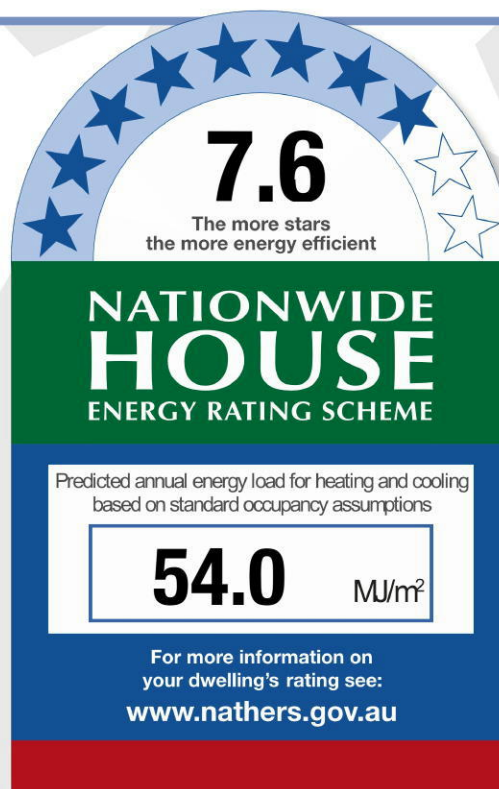 7.6
The more stars
the more energy efficient
NATIONWIDE
HOUSE
ENERGY RATING SCHEME
Predicted annual energy load for heating and cooling
based on standard occupancy assumptions
54.0 MJ/m²
For more information on
your dwelling's rating see:
www.nathers.gov.au